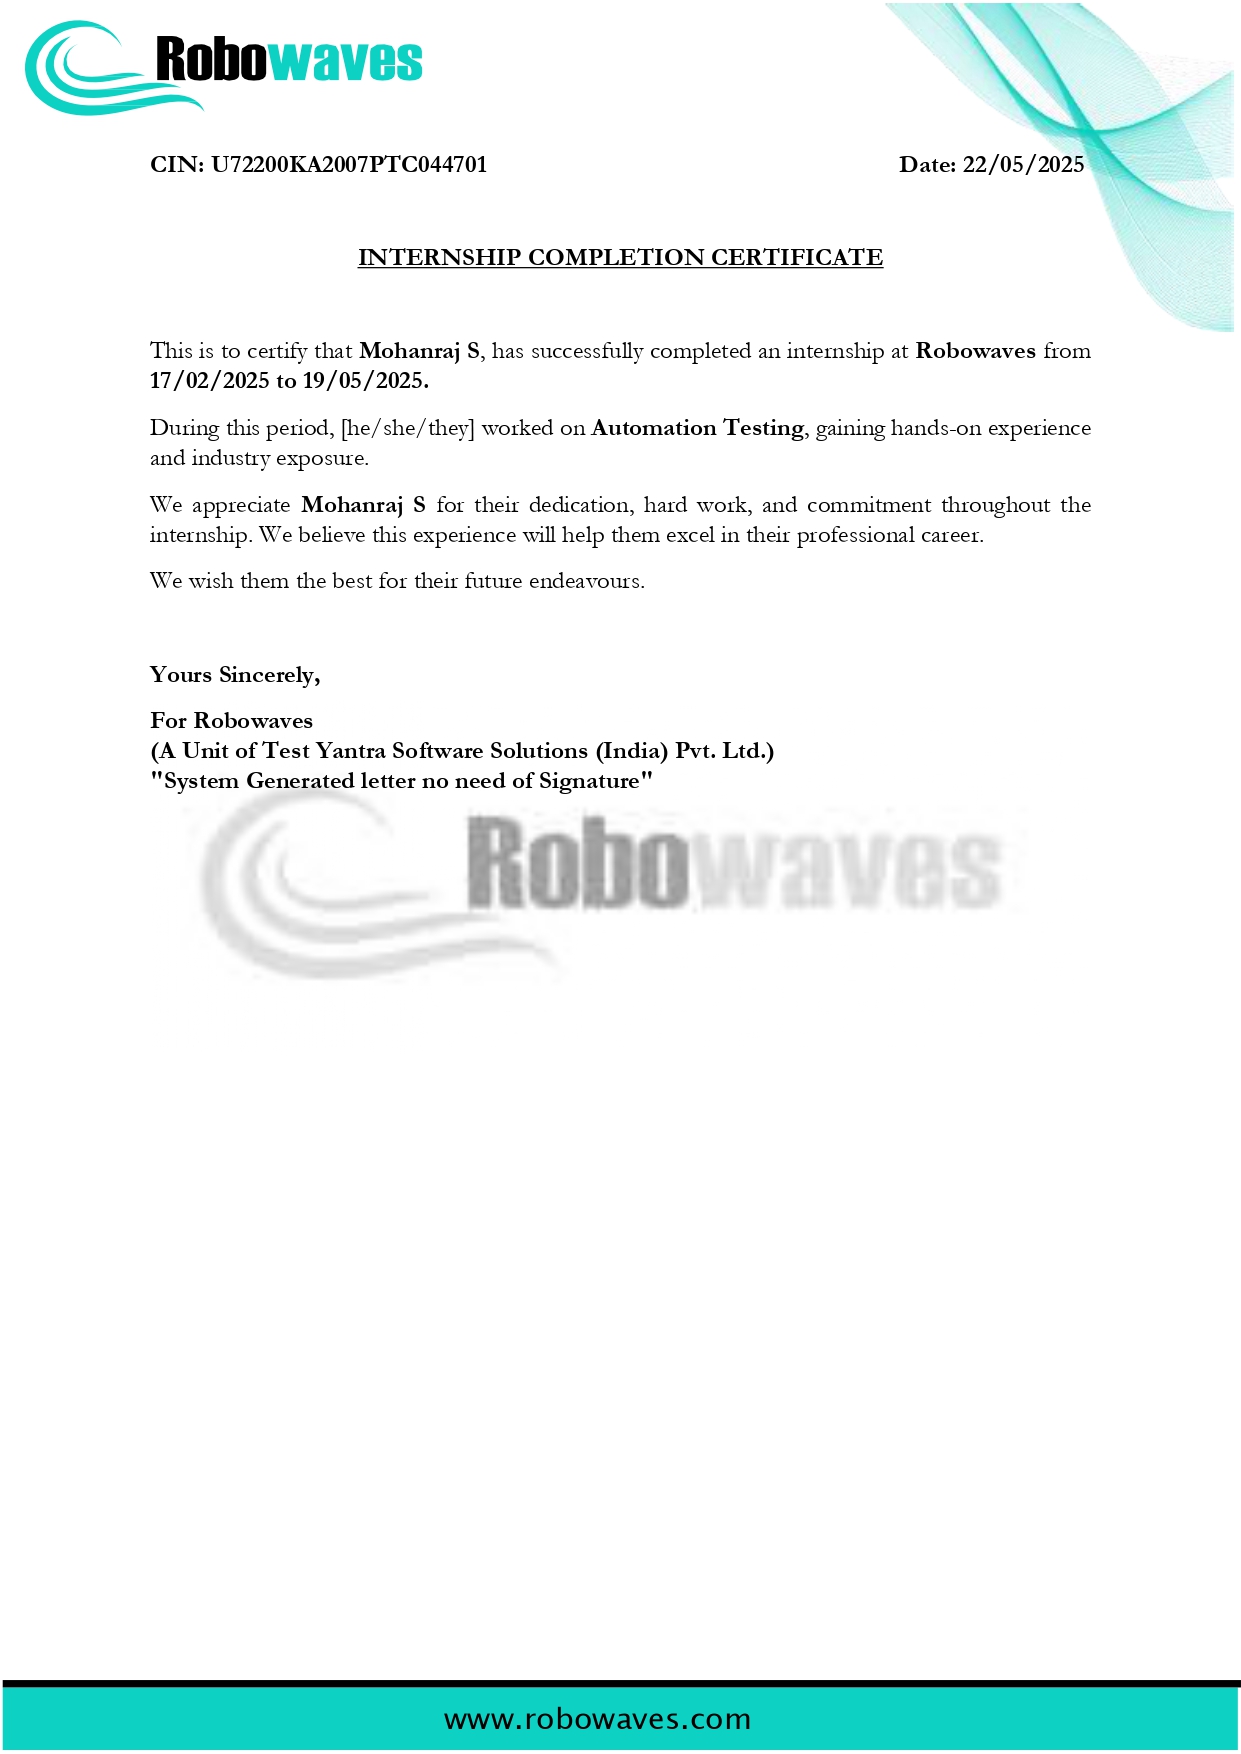 Robowaves
CIN: U72200KA2007PTC044701 Date: 22/05/2025
INTERNSHIP COMPLETION CERTIFICATE
This is to certify that Mohanraj S, has successfully completed an internship at Robowaves from
17/02/2025 to 19/05/2025.
During this period, [he/she/they] worked on Automation Testing, gaining hands-on experience
and industry exposure.
We appreciate Mohanraj S for their dedication, hard work, and commitment throughout the
internship. We believe this experience will help them excel in their professional career.
We wish them the best for their future endeavours.
Yours Sincerely,
For Robowaves
(A Unit of Test Yantra Software Solutions (India) Pvt. Ltd.)
"System Generated letter no need of Signature"
Robowaves
www.robowaves.com